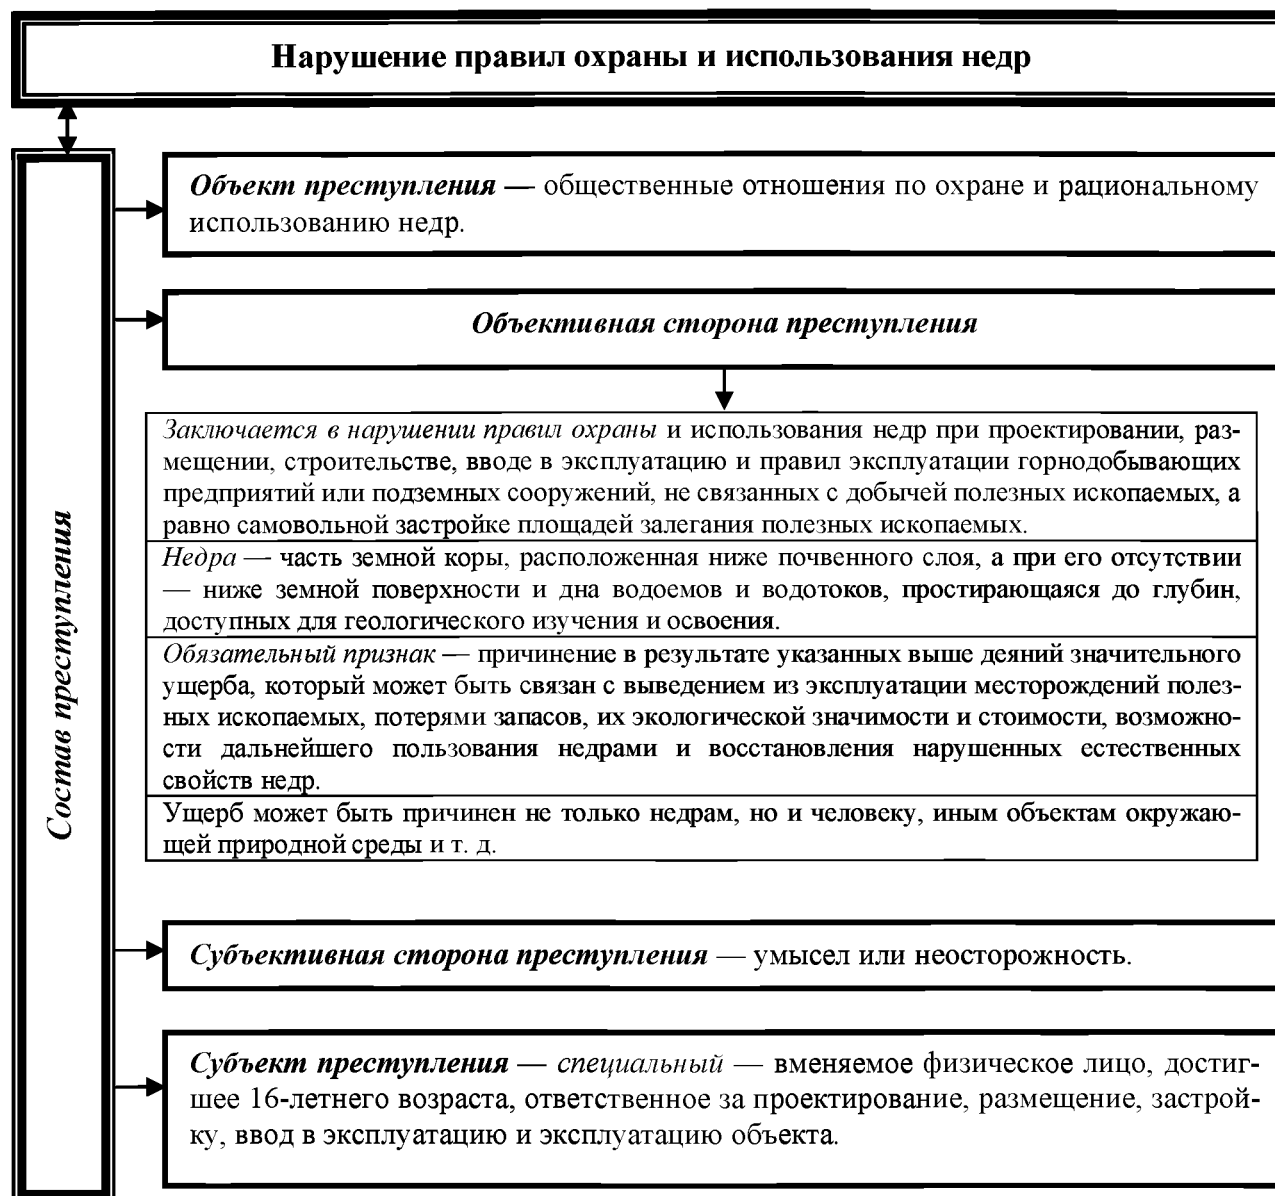 Нарушение правил охраны и использования недр
Состав преступления
Объект преступления — общественные отношения по охране и рациональному
использованию недр.
Объективная сторона преступления
Заключается в нарушении правил охраны и использования недр при проектировании, раз-
мещении, строительстве, вводе в эксплуатацию и правил эксплуатации горнодобывающих
предприятий или подземных сооружений, не связанных с добычей полезных ископаемых, а
равно самовольной застройке площадей залегания полезных ископаемых.
Недра — часть земной коры, расположенная ниже почвенного слоя, а при его отсутствии
— ниже земной поверхности и дна водоемов и водотоков, простирающаяся до глубин,
доступных для геологического изучения и освоения.
Обязательный признак — причинение в результате указанных выше деяний значительного
ущерба, который может быть связан с выведением из эксплуатации месторождений полез-
ных ископаемых, потерями запасов, их экологической значимости и стоимости, возможно-
сти дальнейшего пользования недрами и восстановления нарушенных естественных
свойств недр.
Ущерб может быть причинен не только недрам, но и человеку, иным объектам окружаю-
щей природной среды и т. д.
Субъективная сторона преступления — умысел или неосторожность.
Субъект преступления — специальный — вменяемое физическое лицо, достиг-
шее 16-летнего возраста, ответственное за проектирование, размещение, застрой-
ку, ввод в эксплуатацию и эксплуатацию объекта.